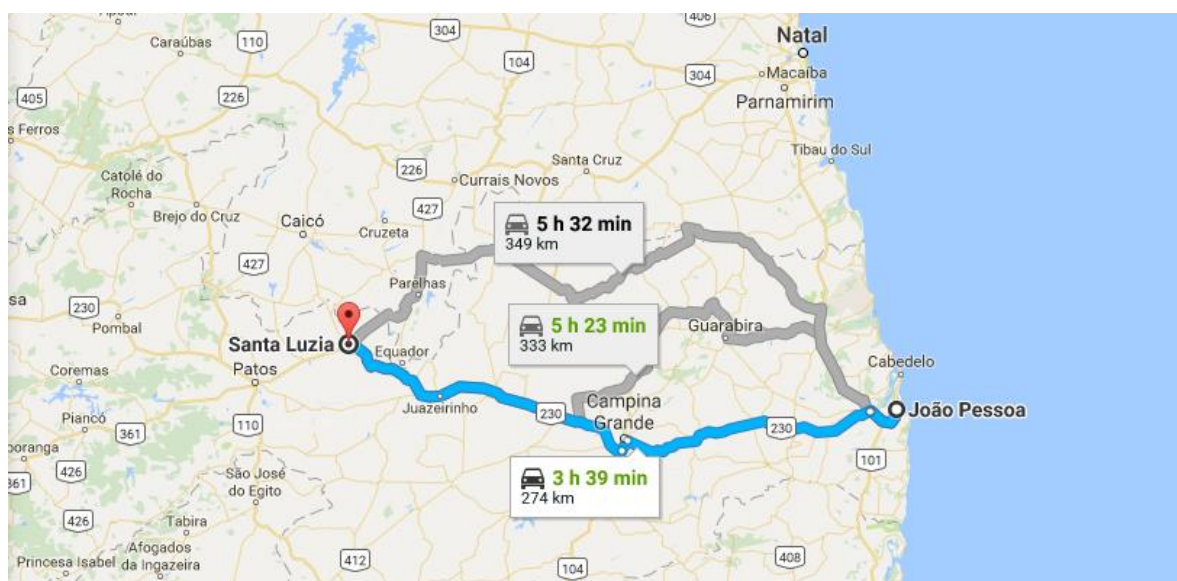 Apodi
304
406
Natal
Caraúbas
110
104
304
Macaíba
405
226
Parnamirim
s Ferros
Tibau do Sul
Santa Cruz
Catolé do
Rocha
226
Currais Novos
Brejo do Cruz
427
Caicó
Cruzeta
5 h 32 min
349 km
427
sa
Parelhas
230
Pombal
5 h 23 min
333 km
Guarabira
Santa Luzia
Equador
Cabedelo
Coremas
Patos
Juazeirinho
Campina
Grande
João Pessoa
230
230
Piancó
361
110
101
poranga
426
São José
do Egito
3 h 39 min
274 km
361
426
Tabira
Princesa Isabel
Afogados
da Ingazeira
412
104
408